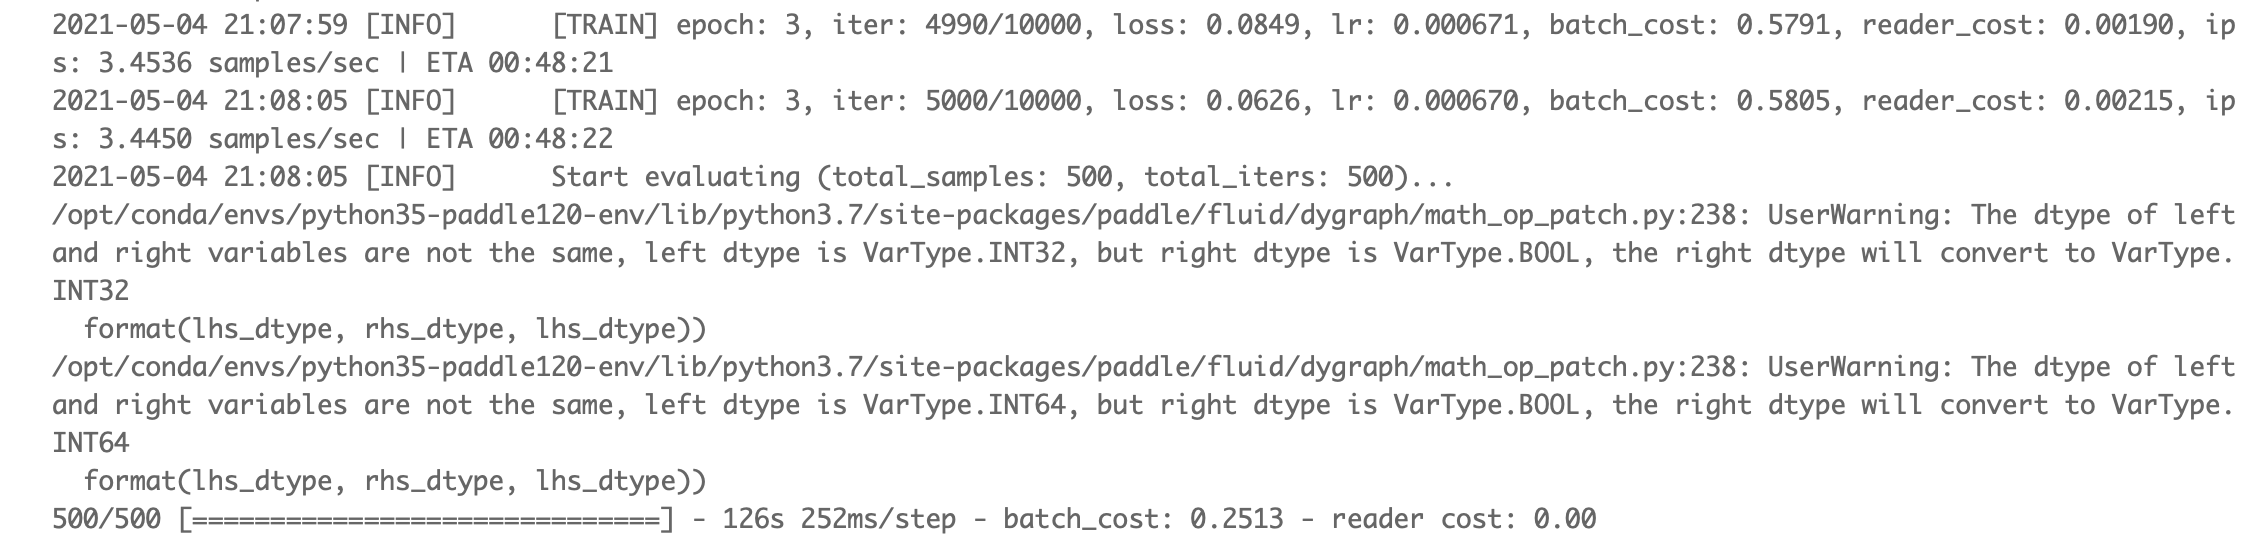 2021-05-04 21:07:59 [INFO]      [TRAIN] epoch: 3, iter: 4990/10000, loss: 0.0849, lr: 0.000671, batch_cost: 0.5791, reader_cost: 0.00190, ip
s: 3.4536 samples/sec | ETA 00:48:21
2021-05-04 21:08:05 [INFO]      [TRAIN] epoch: 3, iter: 5000/10000, loss: 0.0626, lr: 0.000670, batch_cost: 0.5805, reader_cost: 0.00215, ip
s: 3.4450 samples/sec | ETA 00:48:22
2021-05-04 21:08:05 [INFO]      Start evaluating (total_samples: 500, total_iters: 500)...
/opt/conda/envs/python35-paddle120-env/lib/python3.7/site-packages/paddle/fluid/dygraph/math_op_patch.py:238: UserWarning: The dtype of left
and right variables are not the same, left dtype is VarType.INT32, but right dtype is VarType.BOOL, the right dtype will convert to VarType.
INT32
  format(lhs_dtype, rhs_dtype, lhs_dtype))
/opt/conda/envs/python35-paddle120-env/lib/python3.7/site-packages/paddle/fluid/dygraph/math_op_patch.py:238: UserWarning: The dtype of left
and right variables are not the same, left dtype is VarType.INT64, but right dtype is VarType.BOOL, the right dtype will convert to VarType.
INT64
  format(lhs_dtype, rhs_dtype, lhs_dtype))
500/500 [==============================] - 126s 252ms/step - batch_cost: 0.2513 - reader cost: 0.00